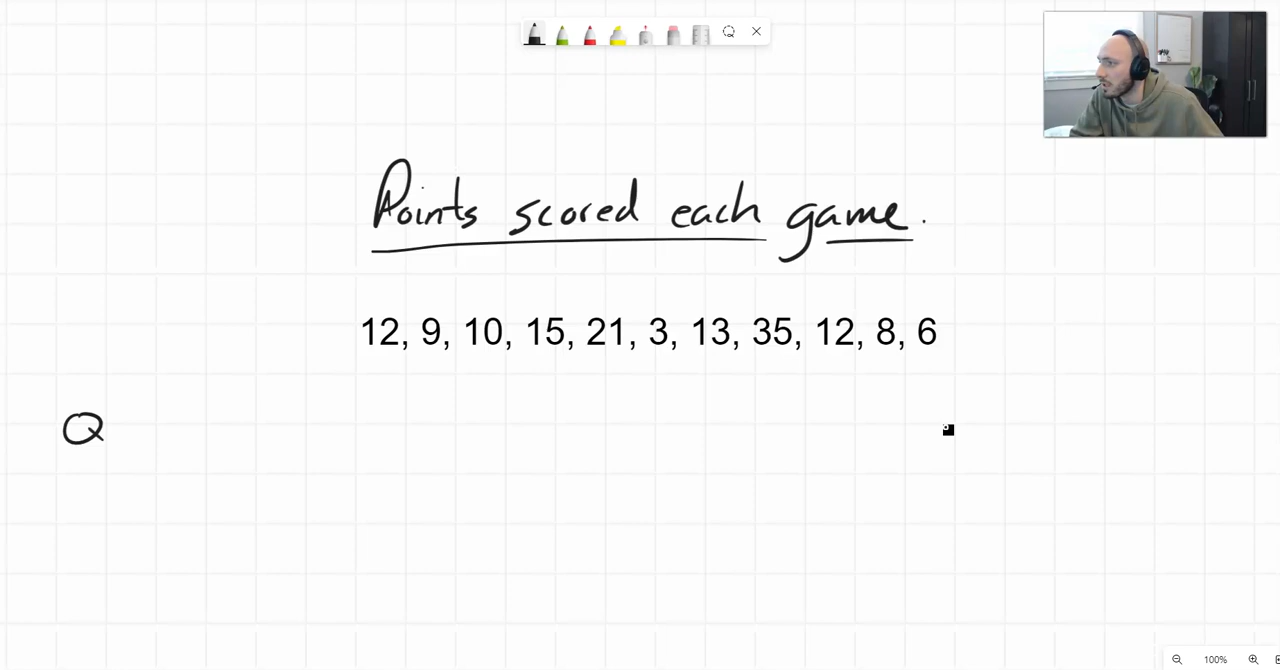 Points scored each game.
12, 9, 10, 15, 21, 3, 13, 35, 12, 8, 6
Q
100%